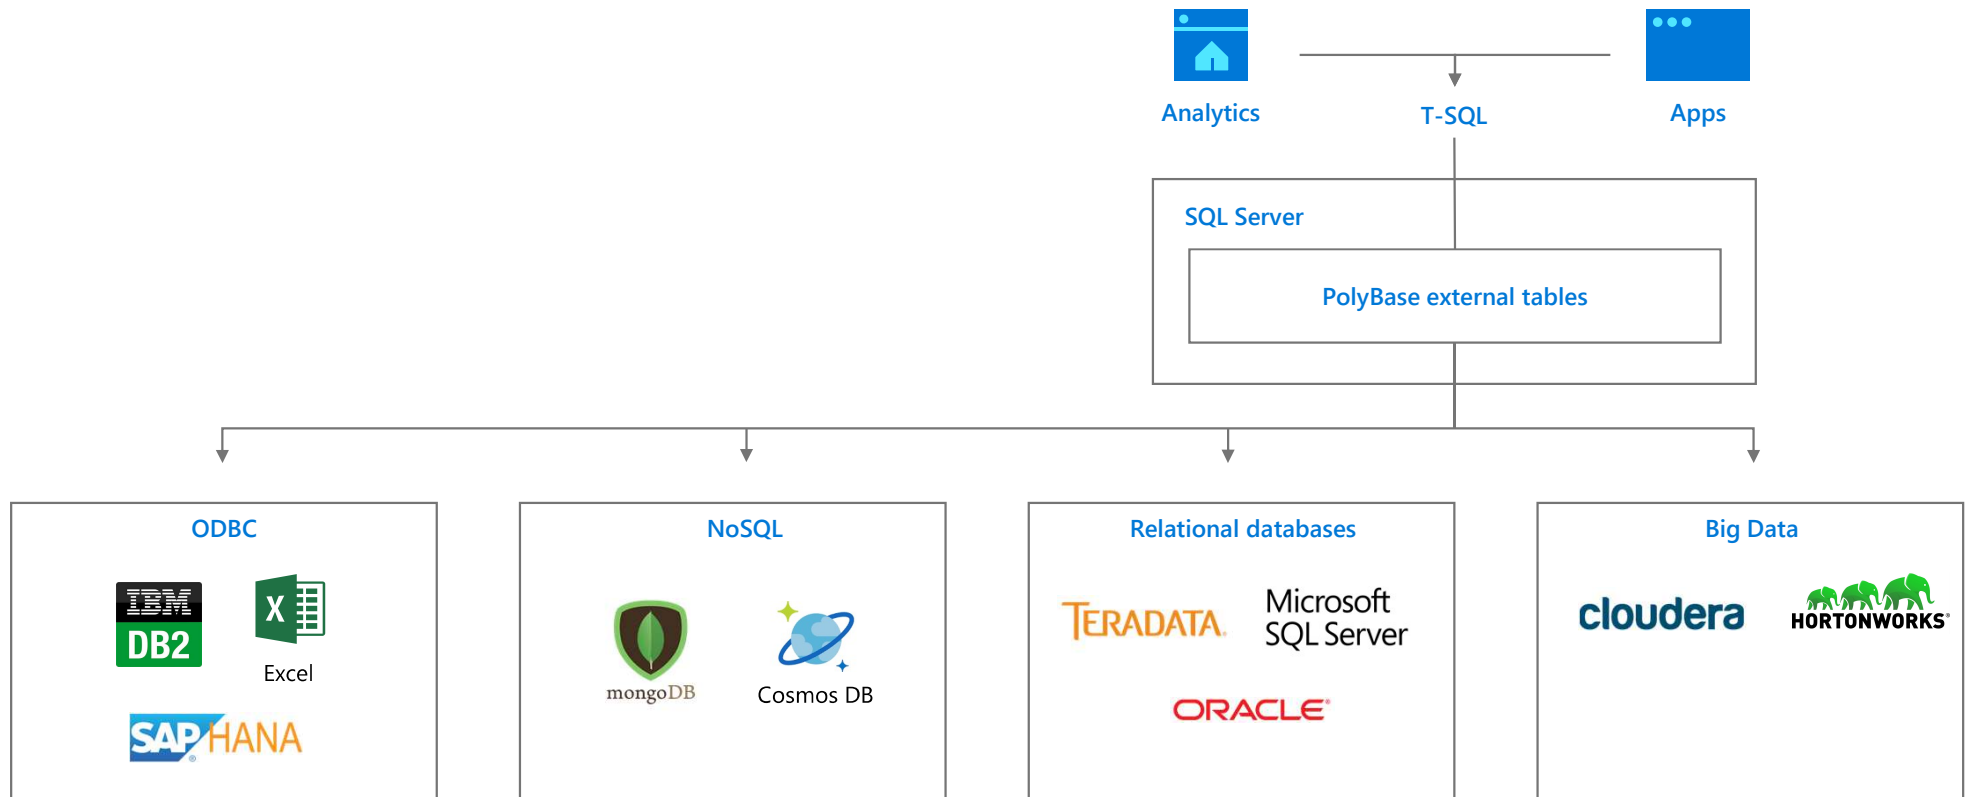 Analytics
T-SQL
Apps
SQL Server
PolyBase external tables
ODBC
IBM
DB2
X
Excel
SAP® HANA
NoSQL
mongoDB
Cosmos DB
Relational databases
TERADATA.
Microsoft
SQL Server
ORACLE®
Big Data
cloudera
HORTONWORKS®